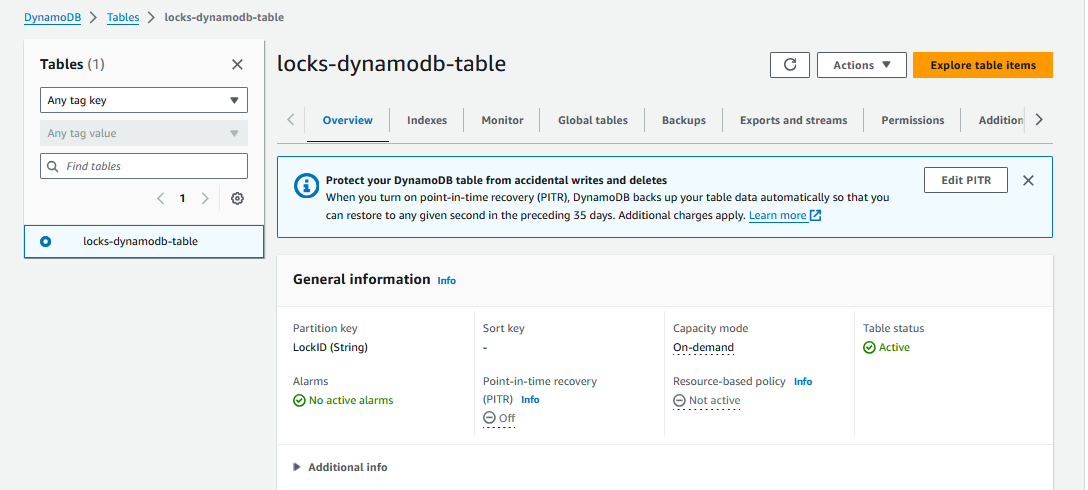 DynamoDB > Tables > locks-dynamodb-table
Tables (1)
Any tag key
Any tag value
Find tables
1
locks-dynamodb-table
locks-dynamodb-table
Actions
Explore table items
Overview
Indexes
Monitor
Global tables
Backups
Exports and streams
Permissions
Addition
Protect your DynamoDB table from accidental writes and deletes
When you turn on point-in-time recovery (PITR), DynamoDB backs up your table data automatically so that you
can restore to any given second in the preceding 35 days. Additional charges apply. Learn more
Edit PITR
General information Info
Partition key
LockID (String)
Sort key
-
Capacity mode
On-demand
Table status
Active
Alarms
No active alarms
Point-in-time recovery
(PITR) Info
Off
Resource-based policy Info
Not active
Additional info